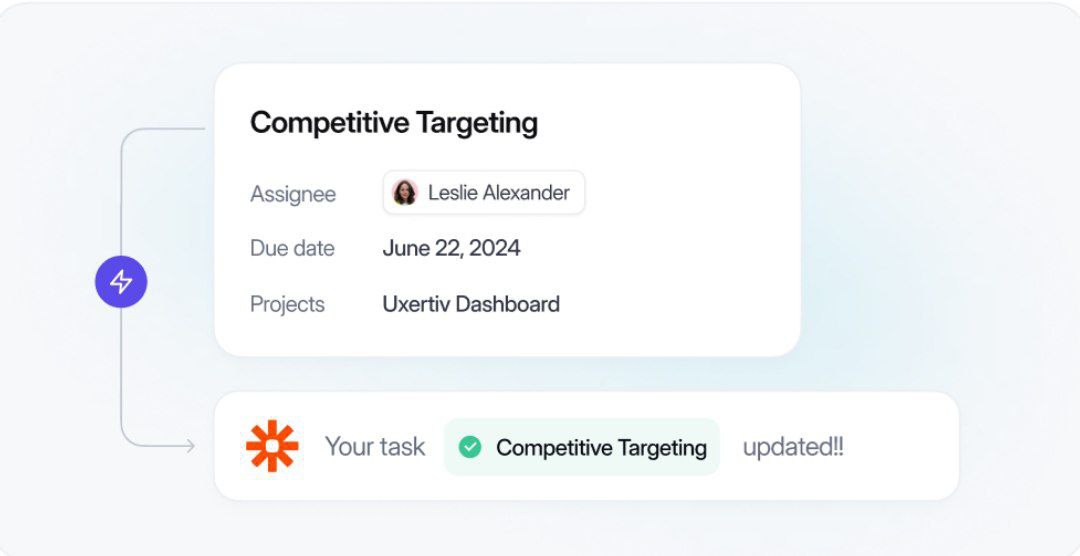 Competitive Targeting
Assignee Leslie Alexander
Due date June 22, 2024
Projects Uxertiv Dashboard
Your task Competitive Targeting updated!!